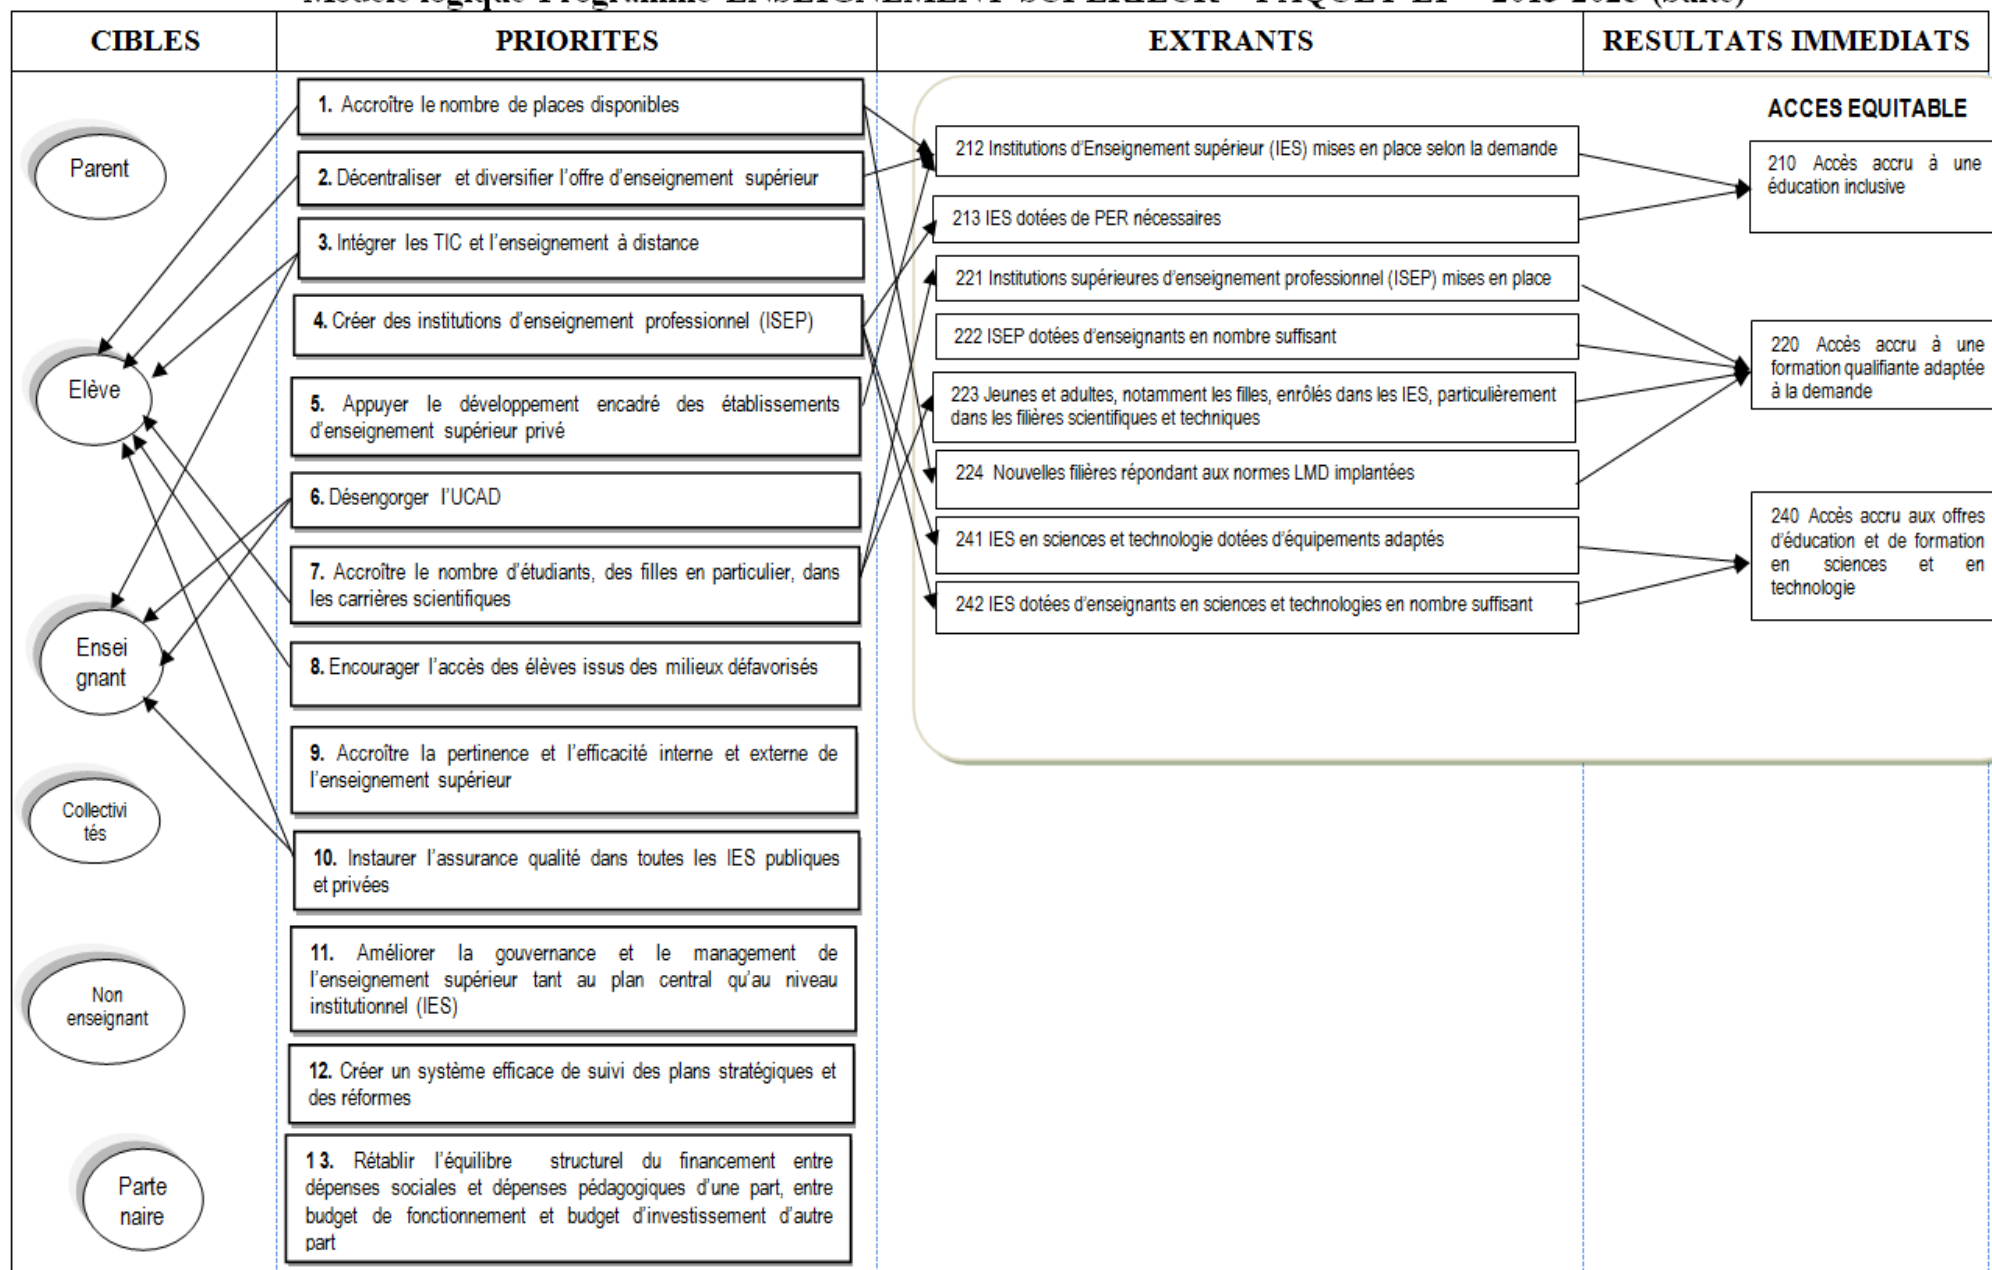 Modèle logique Programme ENSEIGNEMENT SUPERIEUR – PAQUET-EF – 2013-2025 (Suite)
CIBLES
PRIORITES
EXTRANTS
RESULTATS IMMEDIATS
Parent
Elève
Ensei
gnant
Collectivi
tés
Non
enseignant
Parte
naire
1. Accroître le nombre de places disponibles
2. Décentraliser et diversifier l’offre d’enseignement supérieur
3. Intégrer les TIC et l’enseignement à distance
4. Créer des institutions d’enseignement professionnel (ISEP)
5. Appuyer le développement encadré des établissements
d’enseignement supérieur privé
6. Désengorger l’UCAD
7. Accroître le nombre d’étudiants, des filles en particulier, dans
les carrières scientifiques
8. Encourager l’accès des élèves issus des milieux défavorisés
9. Accroître la pertinence et l’efficacité interne et externe de
l’enseignement supérieur
10. Instaurer l’assurance qualité dans toutes les IES publiques
et privées
11. Améliorer la gouvernance et le management de
l’enseignement supérieur tant au plan central qu’au niveau
institutionnel (IES)
12. Créer un système efficace de suivi des plans stratégiques et
des réformes
1 3. Rétablir l’équilibre structurel du financement entre
dépenses sociales et dépenses pédagogiques d’une part, entre
budget de fonctionnement et budget d’investissement d’autre
part
212 Institutions d’Enseignement supérieur (IES) mises en place selon la demande
213 IES dotées de PER nécessaires
221 Institutions supérieures d’enseignement professionnel (ISEP) mises en place
222 ISEP dotées d’enseignants en nombre suffisant
223 Jeunes et adultes, notamment les filles, enrôlés dans les IES, particulièrement
dans les filières scientifiques et techniques
224 Nouvelles filières répondant aux normes LMD implantées
241 IES en sciences et technologie dotées d’équipements adaptés
242 IES dotées d’enseignants en sciences et technologies en nombre suffisant
ACCES EQUITABLE
210 Accès accru à une
éducation inclusive
220 Accès accru à une
formation qualifiante adaptée
à la demande
240 Accès accru aux offres
d’éducation et de formation
en sciences et en
technologie